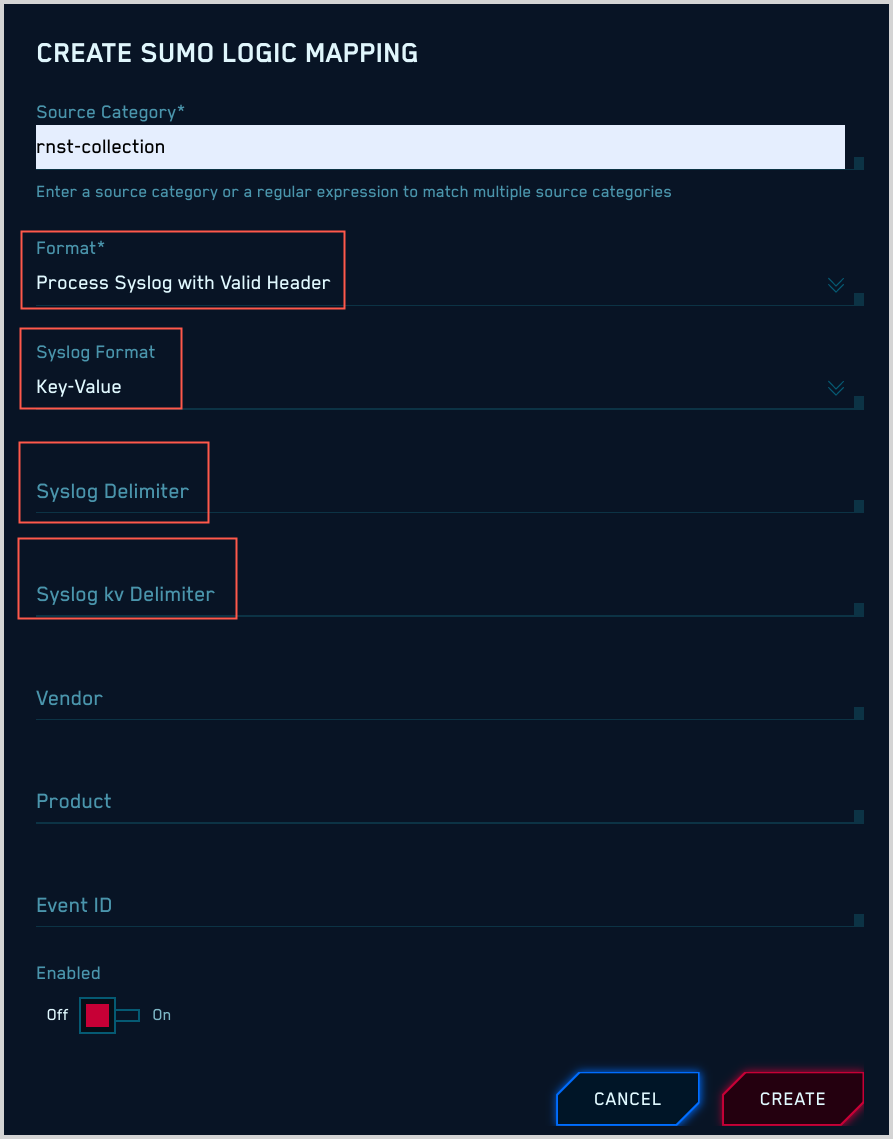 CREATE SUMO LOGIC MAPPING
Source Category*
rnst-collection
Enter a source category or a regular expression to match multiple source categories
Format*
Process Syslog with Valid Header
Syslog Format
Key-Value
Syslog Delimiter
Syslog kv Delimiter
Vendor
Product
Event ID
Enabled
Off On
CANCEL CREATE